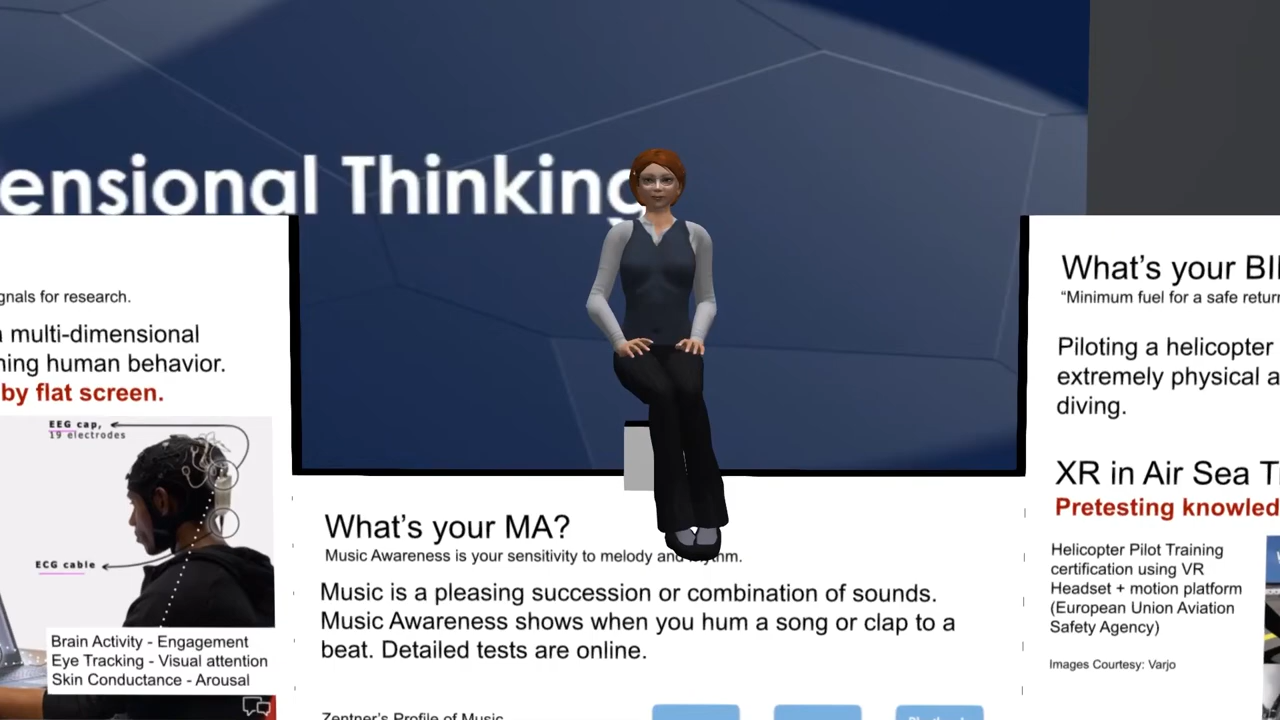 ensional Thinking
gnals for research.
multi-dimensional
ning human behavior.
by flat screen.
EEG cap,
19 electrodes
ECG cable
Brain Activity - Engagement
Eye Tracking - Visual attention
Skin Conductance - Arousal
What's your MA?
Music Awareness is your sensitivity to melody and rhythm.
Music is a pleasing succession or combination of sounds.
Music Awareness shows when you hum a song or clap to a
beat. Detailed tests are online.
Zentner's Profile of Music
What's your BI
"Minimum fuel for a safe retur
Piloting a helicopter
extremely physical a
diving.
XR in Air Sea T
Pretesting knowled
Helicopter Pilot Training
certification using VR
Headset + motion platform
(European Union Aviation
Safety Agency)
Images Courtesy: Varjo